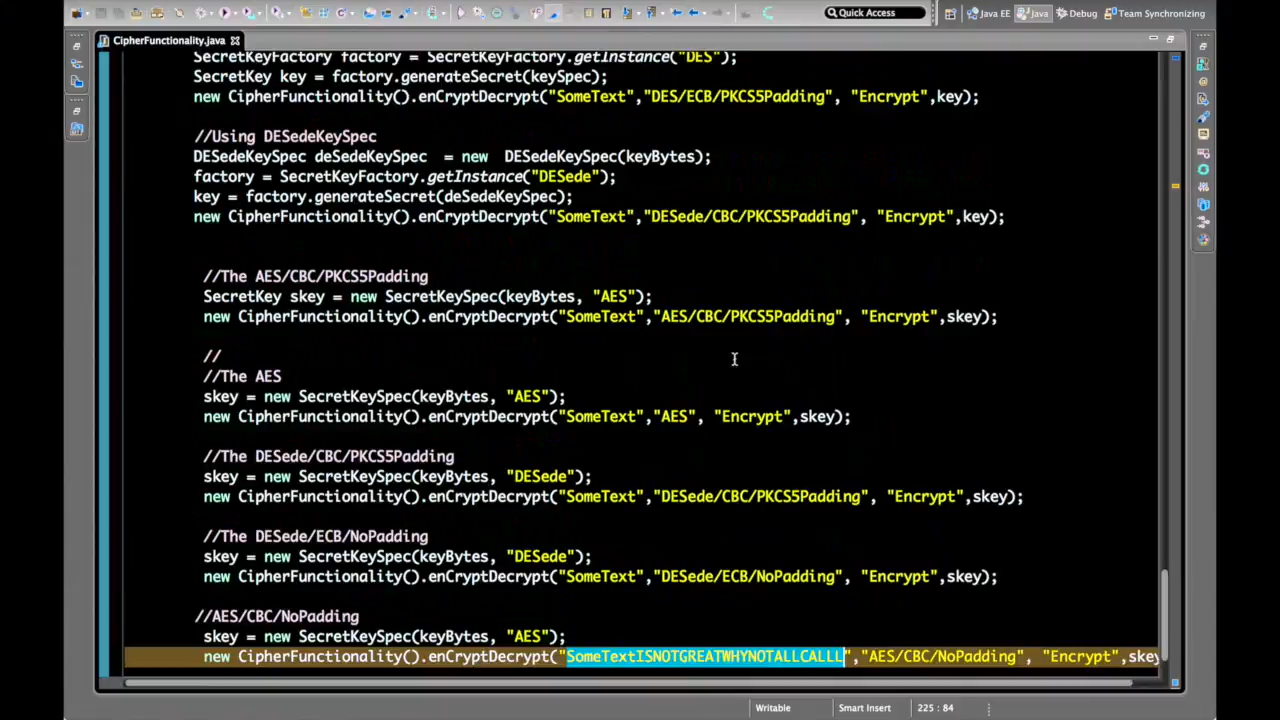 Quick Access
Java EE
Java
Debug
Team Synchronizing
CipherFunctionality.java
SecretKeyFactory factory = SecretKeyFactory.getInstance("DES");
SecretKey key = factory.generateSecret(keySpec);
new CipherFunctionality().enCryptDecrypt("SomeText","DES/ECB/PKCS5Padding", "Encrypt",key);
//Using DESedeKeySpec
DESedeKeySpec deSedeKeySpec  = new  DESedeKeySpec(keyBytes);
factory = SecretKeyFactory.getInstance("DESede");
key = factory.generateSecret(deSedeKeySpec);
new CipherFunctionality().enCryptDecrypt("SomeText","DESede/CBC/PKCS5Padding", "Encrypt",key);
//The AES/CBC/PKCS5Padding
SecretKey skey = new SecretKeySpec(keyBytes, "AES");
new CipherFunctionality().enCryptDecrypt("SomeText","AES/CBC/PKCS5Padding", "Encrypt",skey);
//
//The AES
skey = new SecretKeySpec(keyBytes, "AES");
new CipherFunctionality().enCryptDecrypt("SomeText","AES", "Encrypt",skey);
//The DESede/CBC/PKCS5Padding
skey = new SecretKeySpec(keyBytes, "DESede");
new CipherFunctionality().enCryptDecrypt("SomeText","DESede/CBC/PKCS5Padding", "Encrypt",skey);
//The DESede/ECB/NoPadding
skey = new SecretKeySpec(keyBytes, "DESede");
new CipherFunctionality().enCryptDecrypt("SomeText","DESede/ECB/NoPadding", "Encrypt",skey);
//AES/CBC/NoPadding
skey = new SecretKeySpec(keyBytes, "AES");
new CipherFunctionality().enCryptDecrypt("SomeTextISNOTGREATWHYNOTALLCALLL","AES/CBC/NoPadding", "Encrypt",skey
Writable
Smart Insert
225 : 84